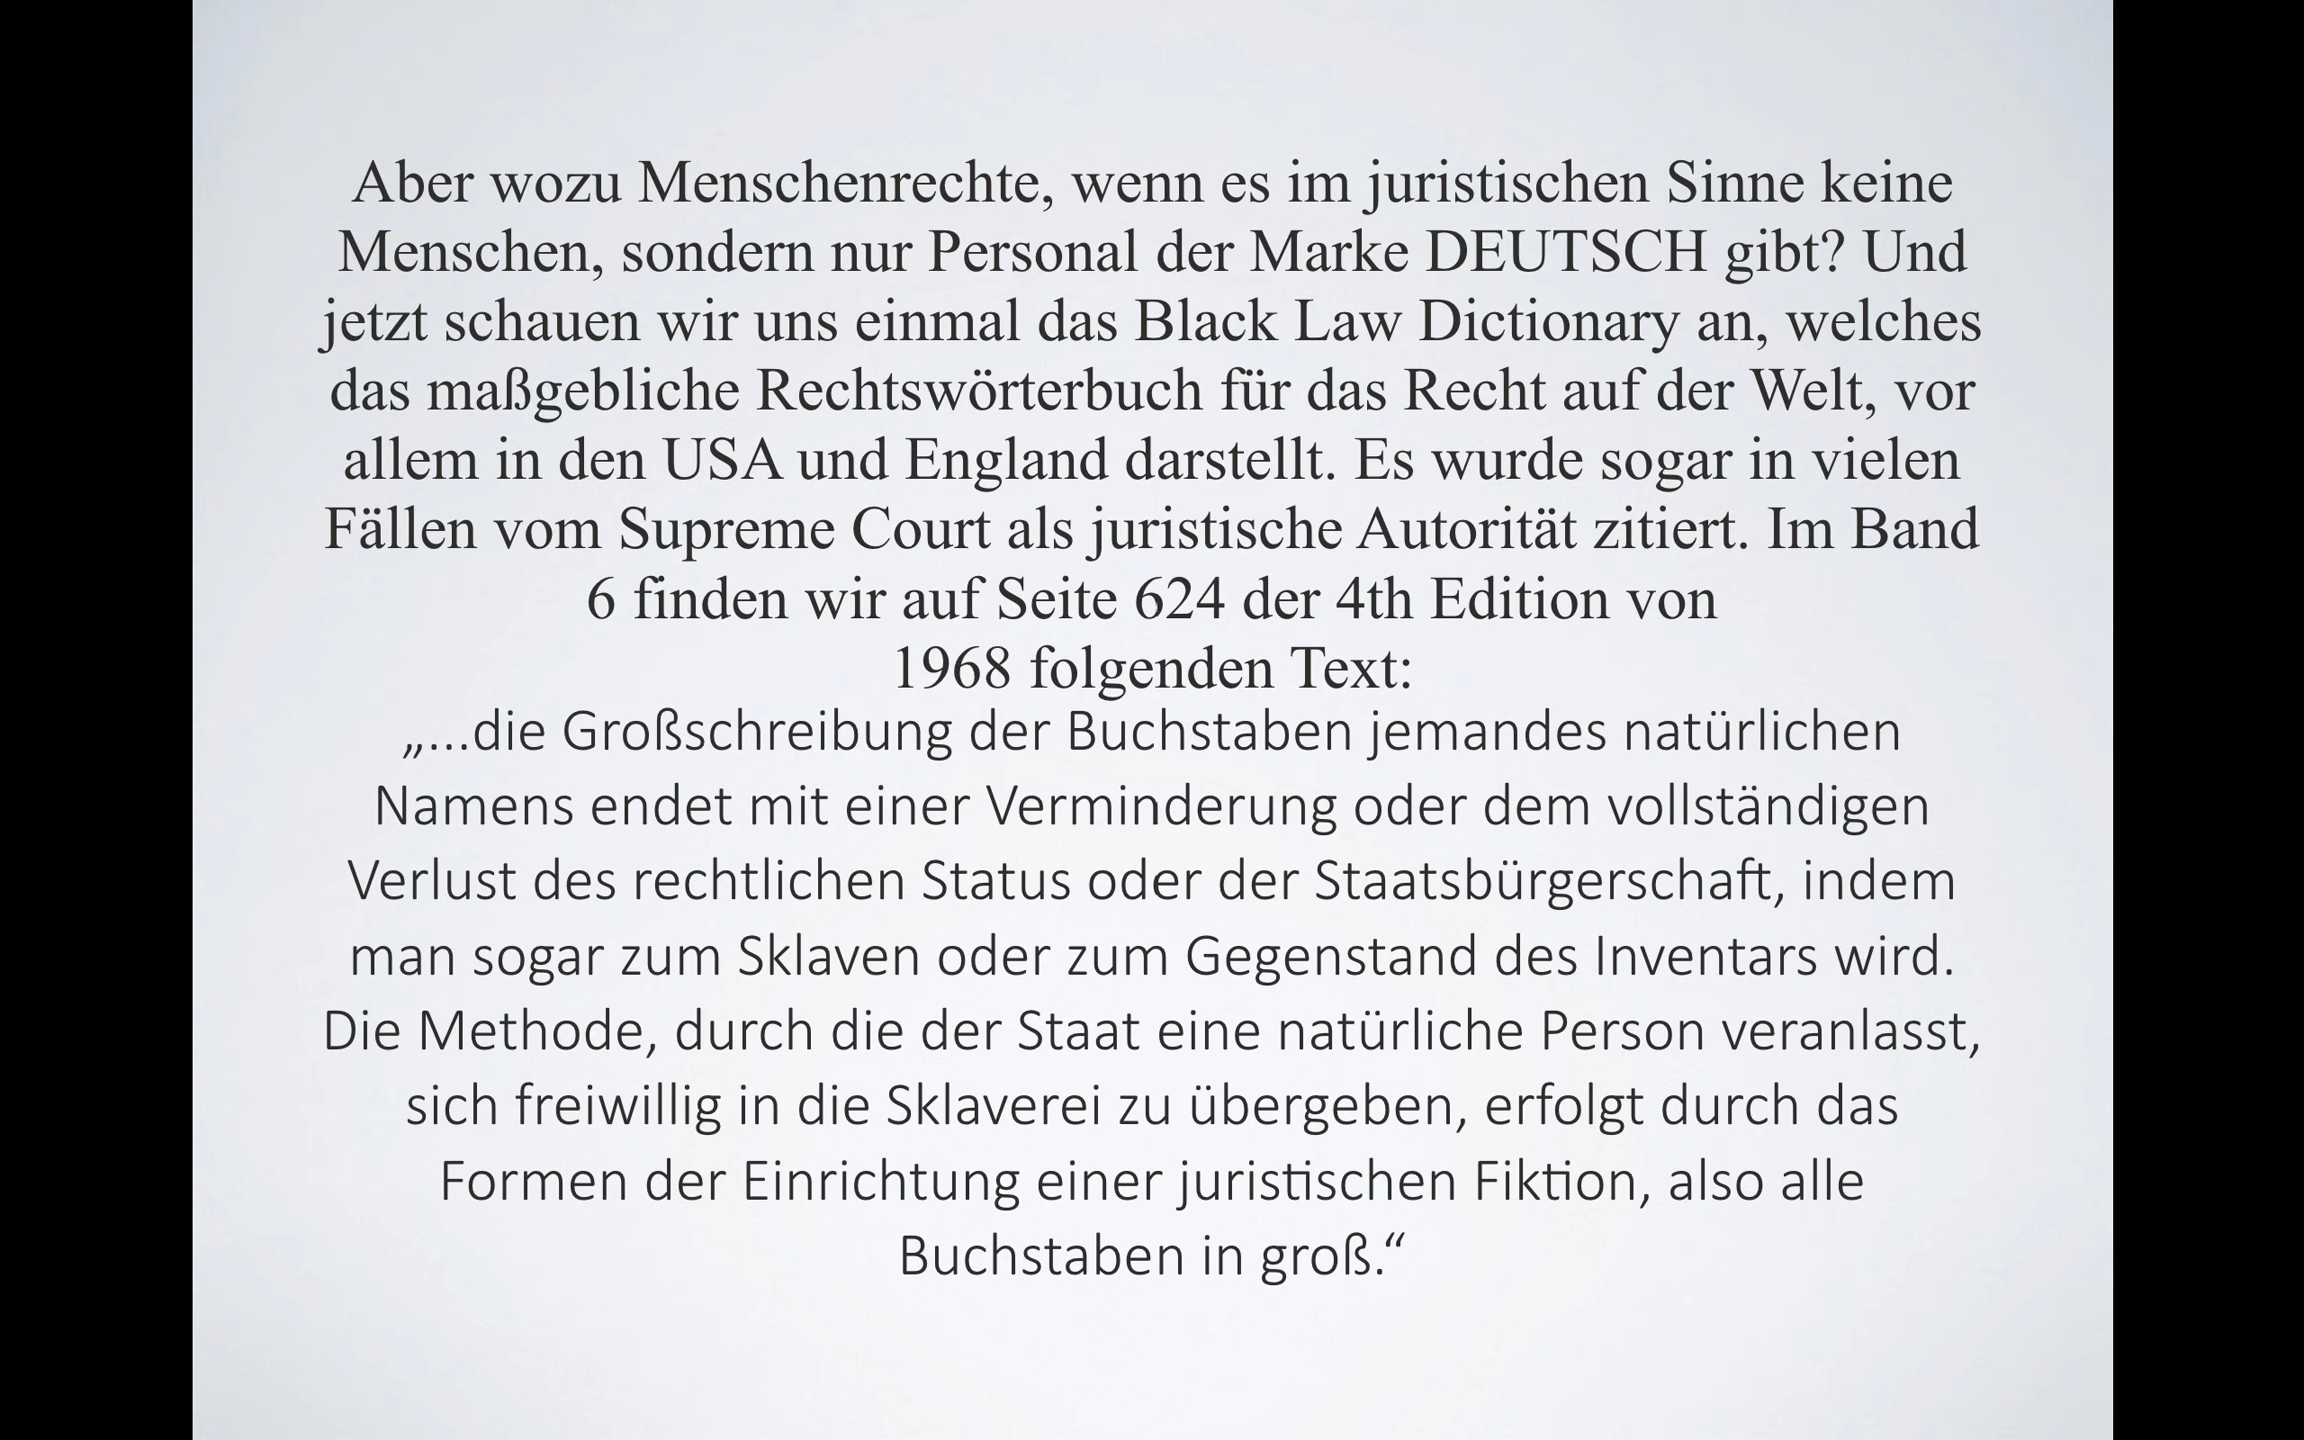 Aber wozu Menschenrechte, wenn es im juristischen Sinne keine
Menschen, sondern nur Personal der Marke DEUTSCH gibt? Und
jetzt schauen wir uns einmal das Black Law Dictionary an, welches
das maßgebliche Rechtswörterbuch für das Recht auf der Welt, vor
allem in den USA und England darstellt. Es wurde sogar in vielen
Fällen vom Supreme Court als juristische Autorität zitiert. Im Band
6 finden wir auf Seite 624 der 4th Edition von
1968 folgenden Text:
„...die Großschreibung der Buchstaben jemandes natürlichen
Namens endet mit einer Verminderung oder dem vollständigen
Verlust des rechtlichen Status oder der Staatsbürgerschaft, indem
man sogar zum Sklaven oder zum Gegenstand des Inventars wird.
Die Methode, durch die der Staat eine natürliche Person veranlasst,
sich freiwillig in die Sklaverei zu übergeben, erfolgt durch das
Formen der Einrichtung einer juristischen Fiktion, also alle
Buchstaben in groß.“